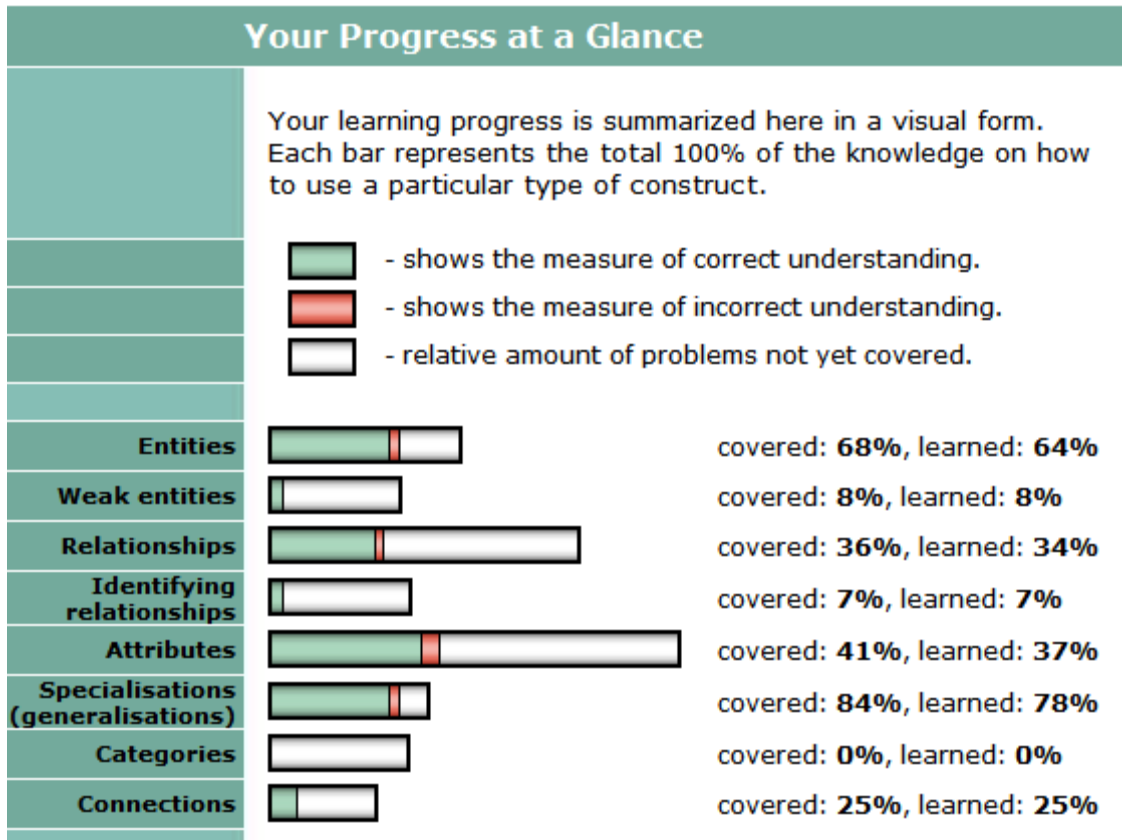 Your Progress at a Glance
Your learning progress is summarized here in a visual form.
Each bar represents the total 100% of the knowledge on how
to use a particular type of construct.
- shows the measure of correct understanding.
- shows the measure of incorrect understanding.
- relative amount of problems not yet covered.
Entities covered: 68%, learned: 64%
Weak entities covered: 8%, learned: 8%
Relationships covered: 36%, learned: 34%
Identifying
relationships covered: 7%, learned: 7%
Attributes covered: 41%, learned: 37%
Specialisations
(generalisations) covered: 84%, learned: 78%
Categories covered: 0%, learned: 0%
Connections covered: 25%, learned: 25%